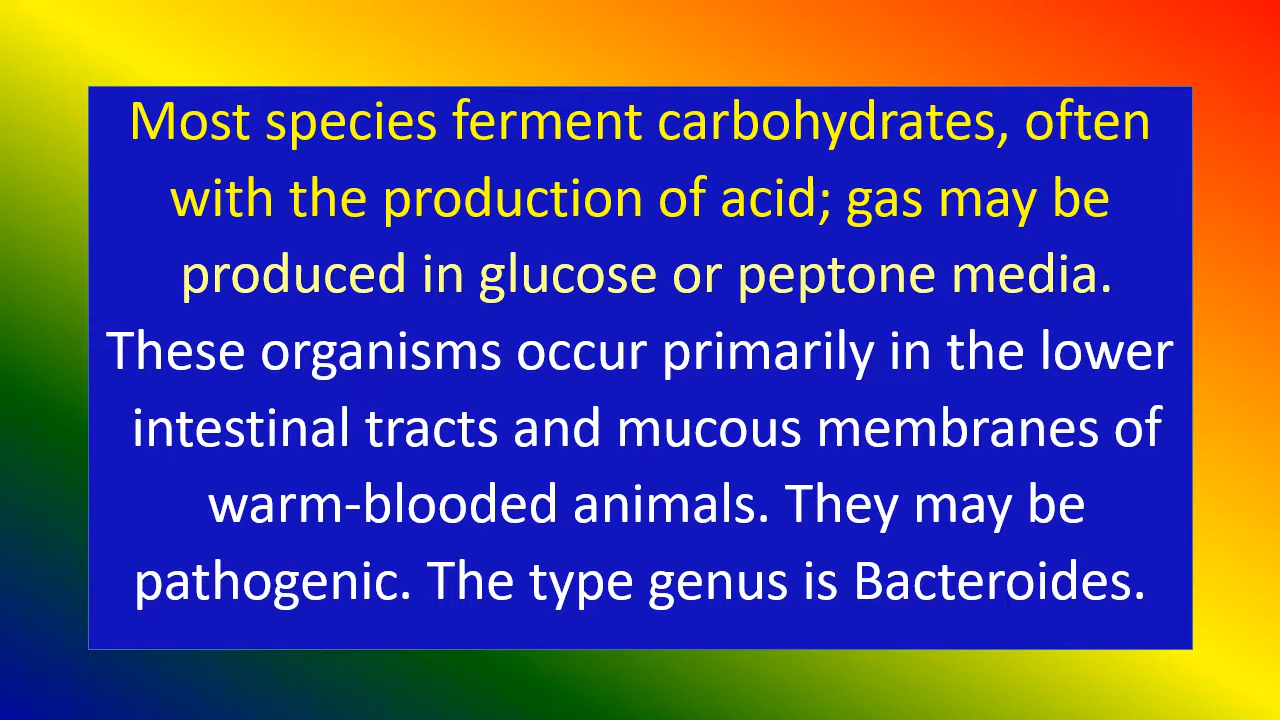 Most species ferment carbohydrates, often
with the production of acid; gas may be
produced in glucose or peptone media.
These organisms occur primarily in the lower
intestinal tracts and mucous membranes of
warm-blooded animals. They may be
pathogenic. The type genus is Bacteroides.